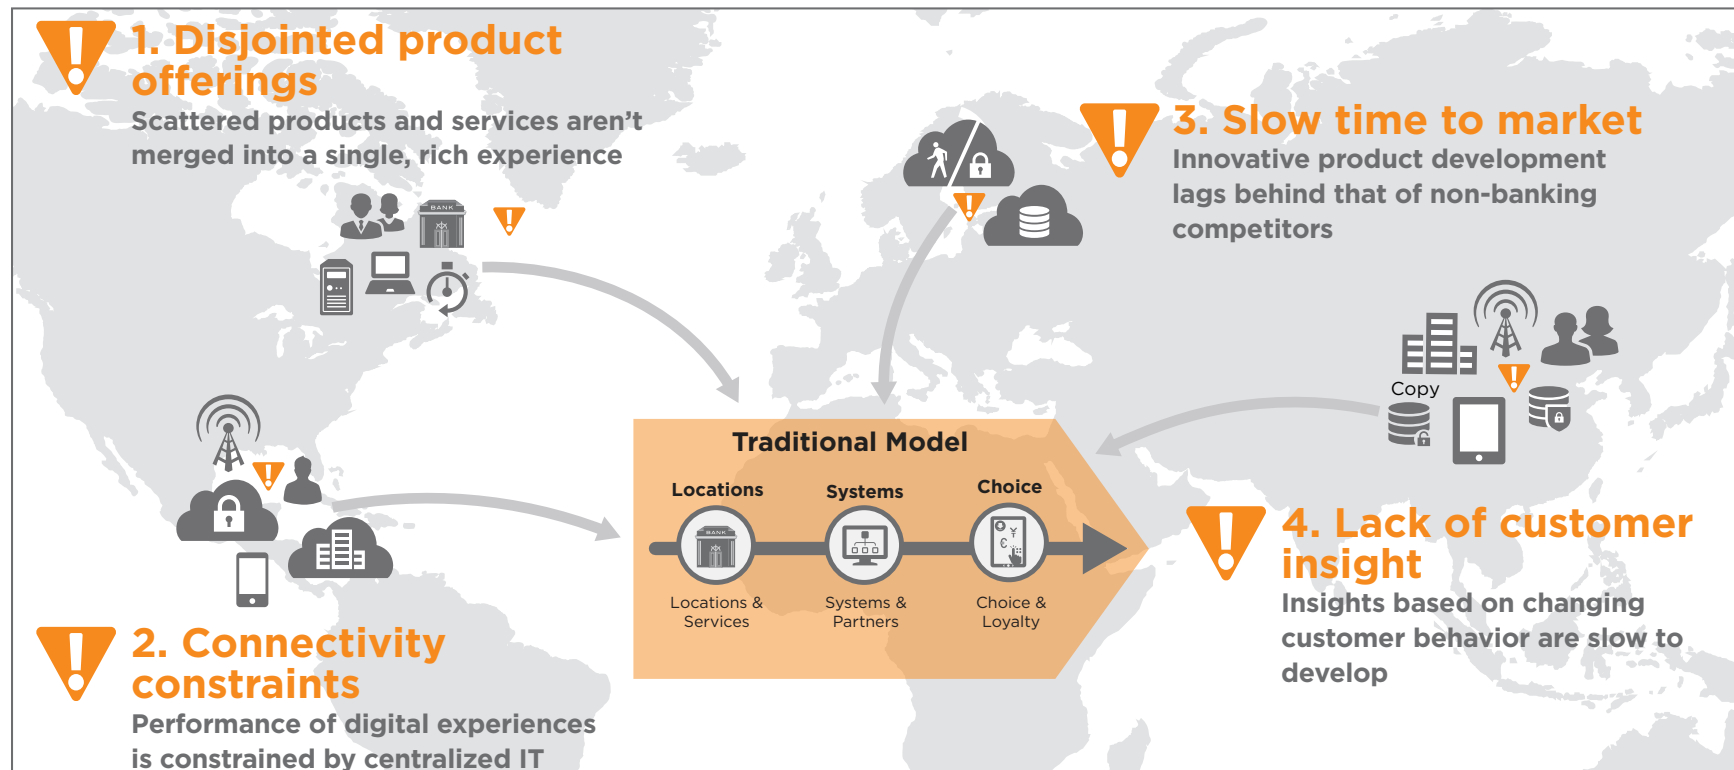 1. Disjointed product
offerings
Scattered products and services aren’t
merged into a single, rich experience
BANK
2. Connectivity
constraints
Performance of digital experiences
is constrained by centralized IT
3. Slow time to market
Innovative product development
lags behind that of non-banking
competitors
Copy
4. Lack of customer
insight
Insights based on changing
customer behavior are slow to
develop
Traditional Model
Locations
Systems
Choice
BANK
¥
€
Locations &
Services
Systems &
Partners
Choice &
Loyalty